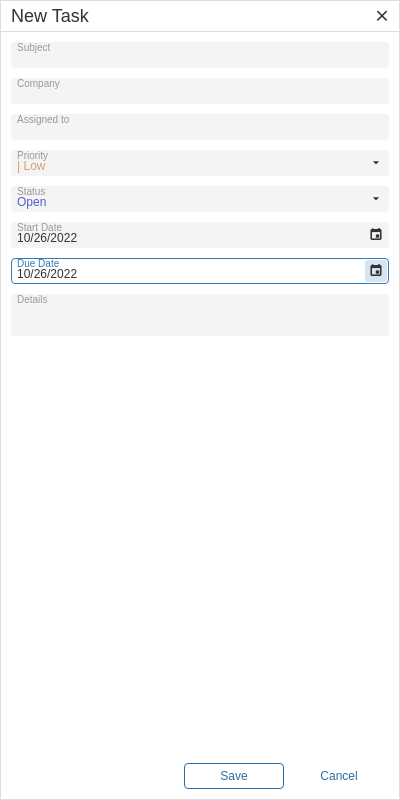 New Task
Subject
Company
Assigned to
Priority
| Low
Status
Open
Start Date
10/26/2022
Due Date
10/26/2022
Details
Save Cancel